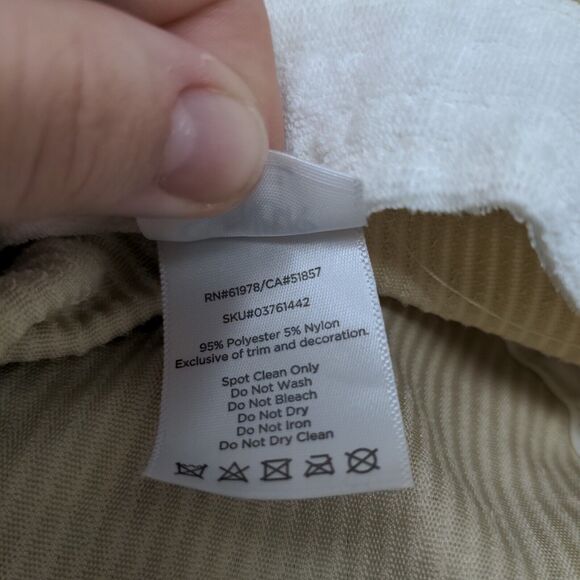 RN#61978/CA#51857
SKU#03761442
95% Polyester 5% Nylon
Exclusive of trim and decoration.
Spot Clean Only
Do Not Wash
Do Not Bleach
Do Not Dry
Do Not Iron
Do Not Dry Clean